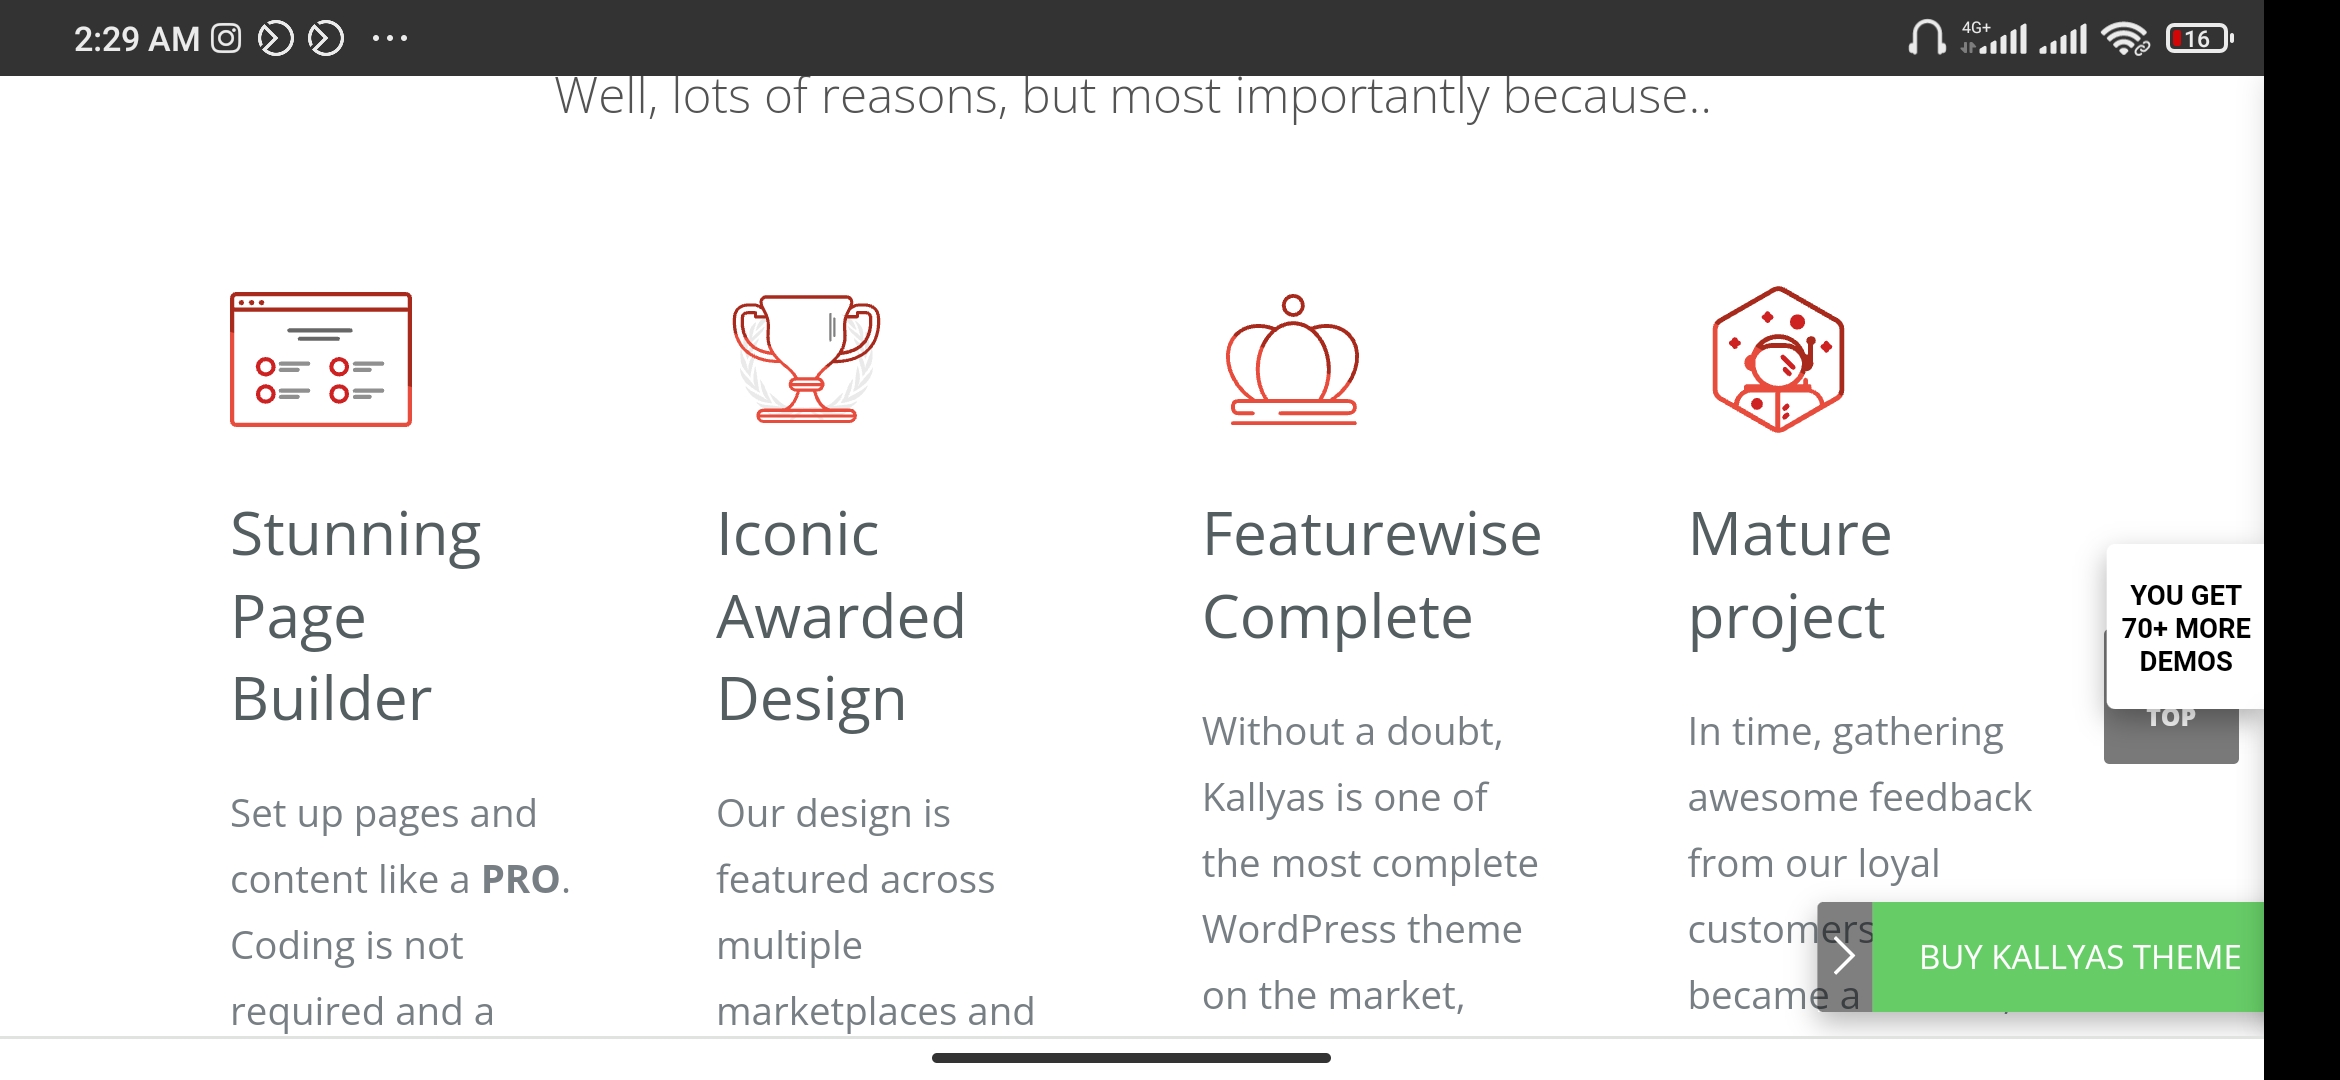 2:29 AM
4G+
16
Well, lots of reasons, but most importantly because..
Stunning
Page
Builder
Set up pages and
content like a PRO.
Coding is not
required and a
Iconic
Awarded
Design
Our design is
featured across
multiple
marketplaces and
Featurewise
Complete
Without a doubt,
Kallyas is one of
the most complete
WordPress theme
on the market,
Mature
project
In time, gathering
awesome feedback
from our loyal
customers
became a
YOU GET
70+ MORE
DEMOS
TOP
BUY KALLYAS THEME